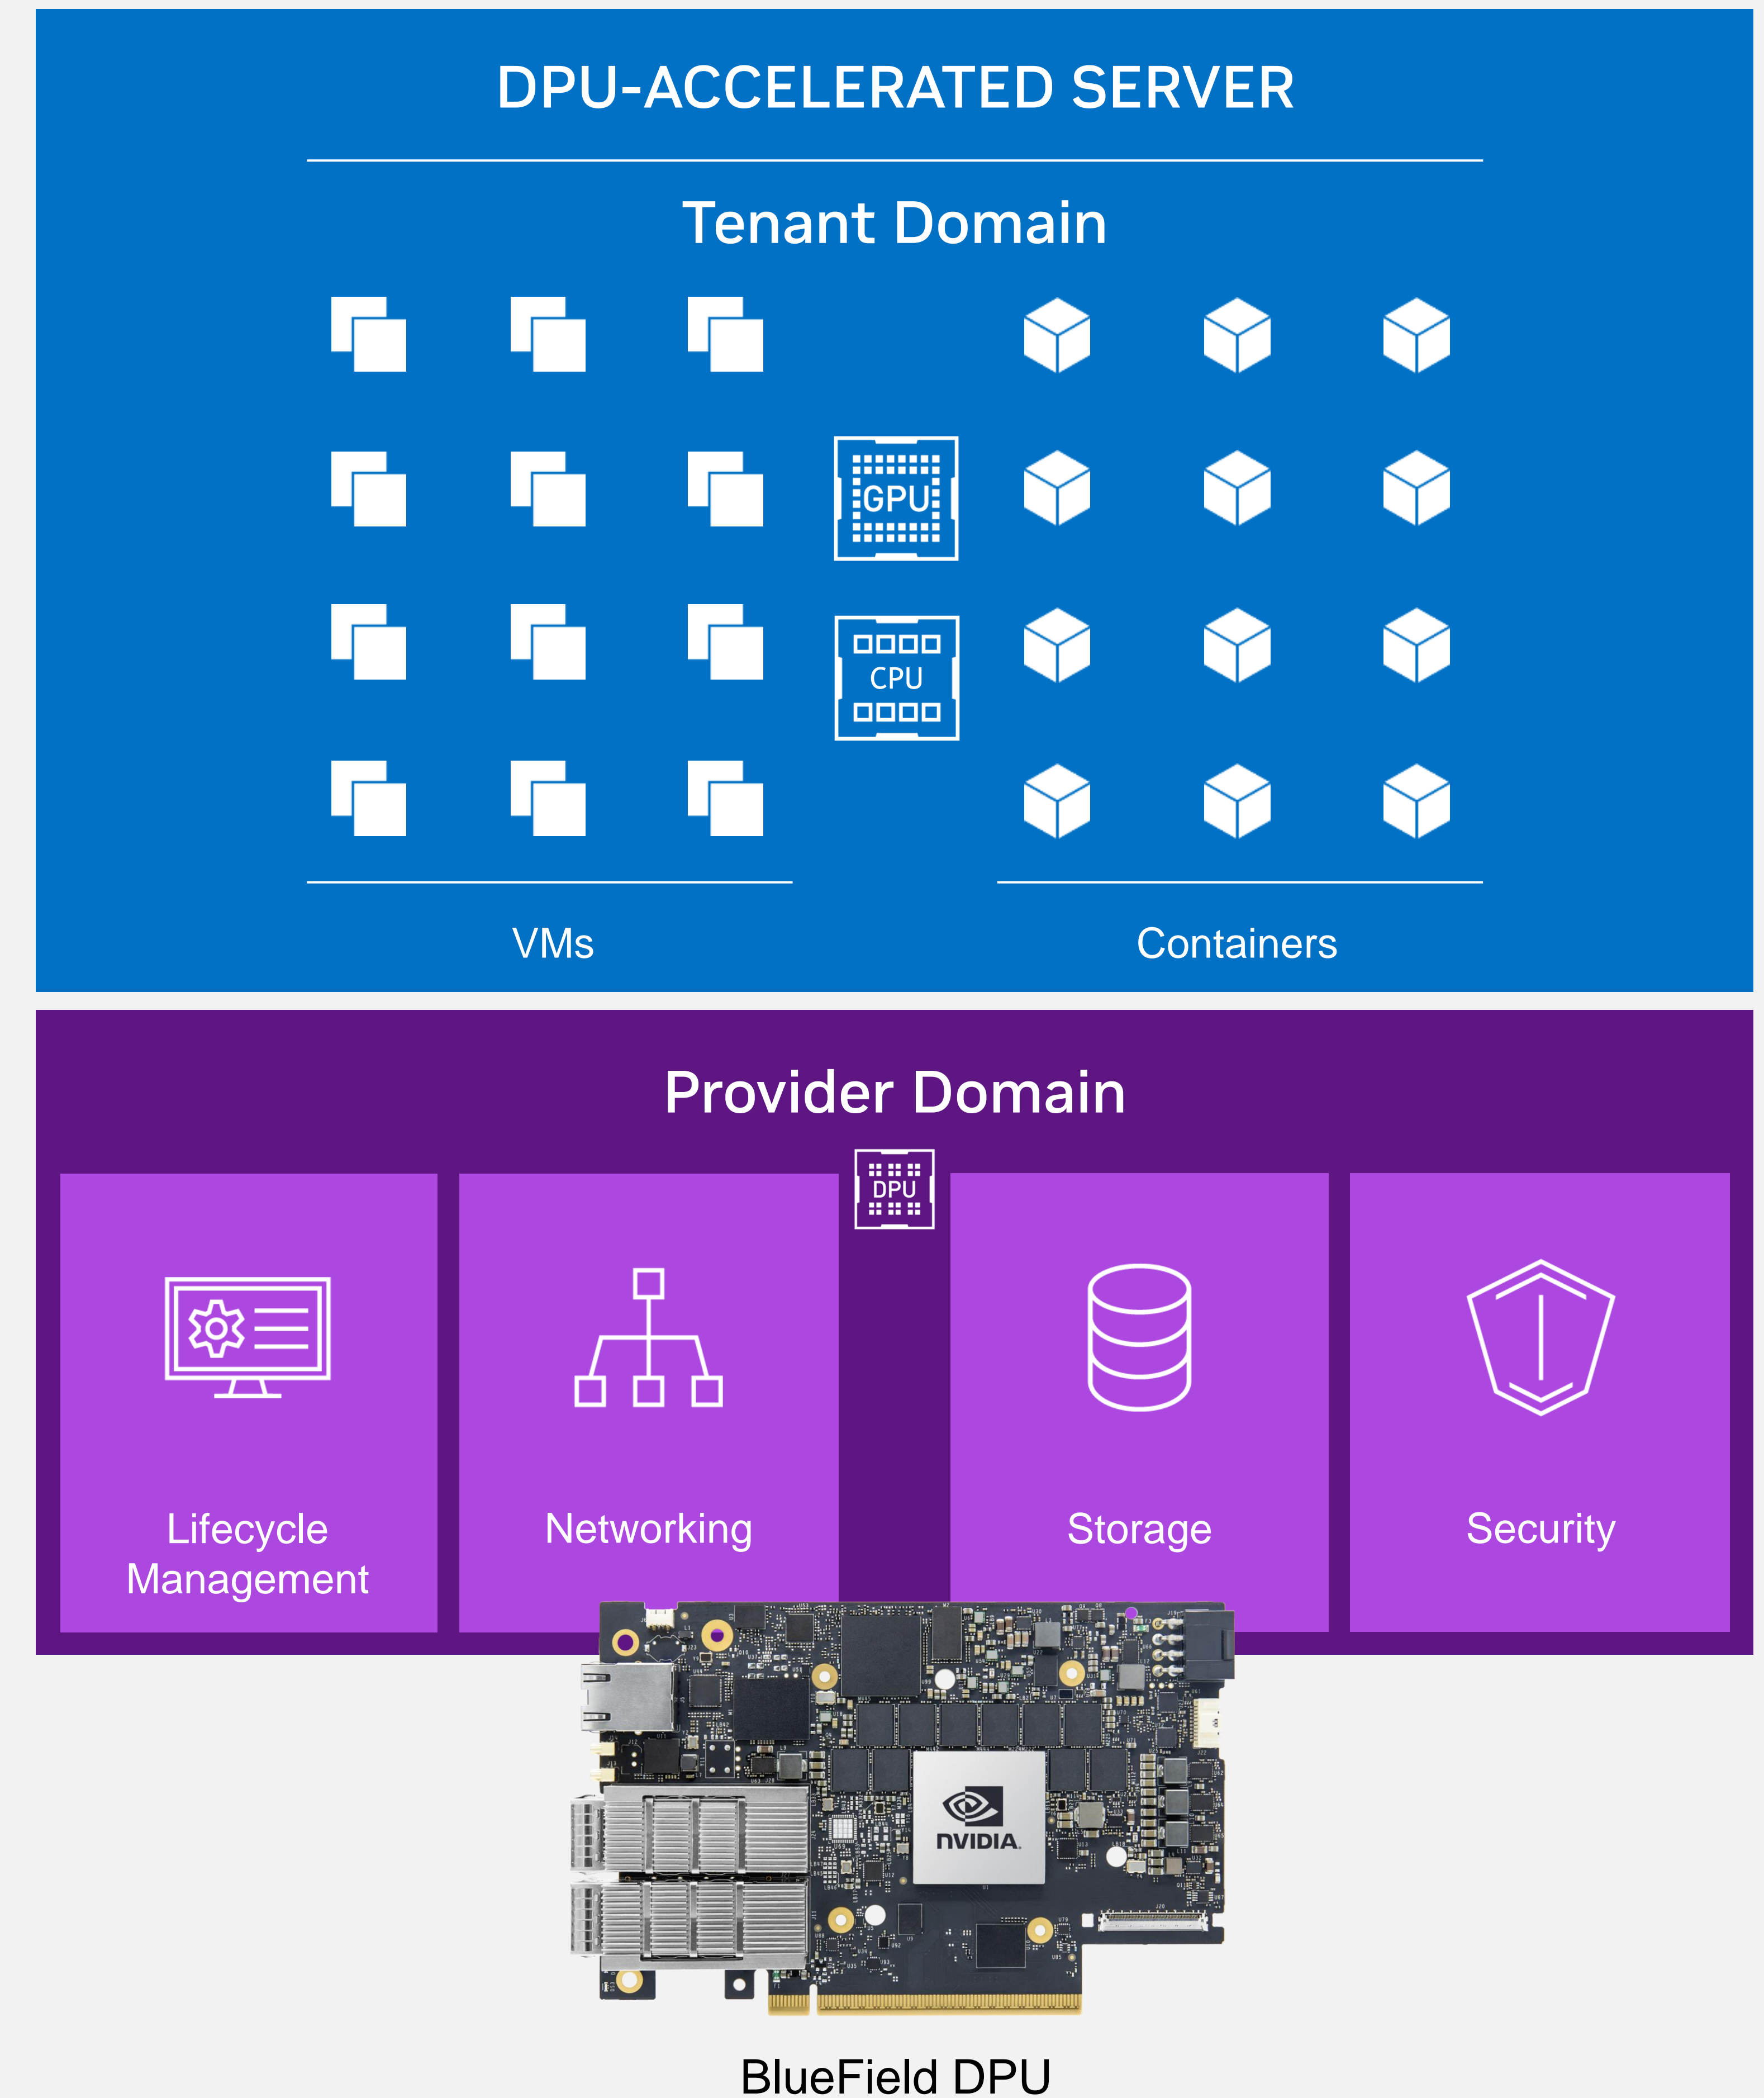 DPU-ACCELERATED SERVER
Tenant Domain
GPU
CPU
VMs
Containers
Provider Domain
DPU
Lifecycle
Management
Networking
Storage
Security
NVIDIA.
BlueField DPU